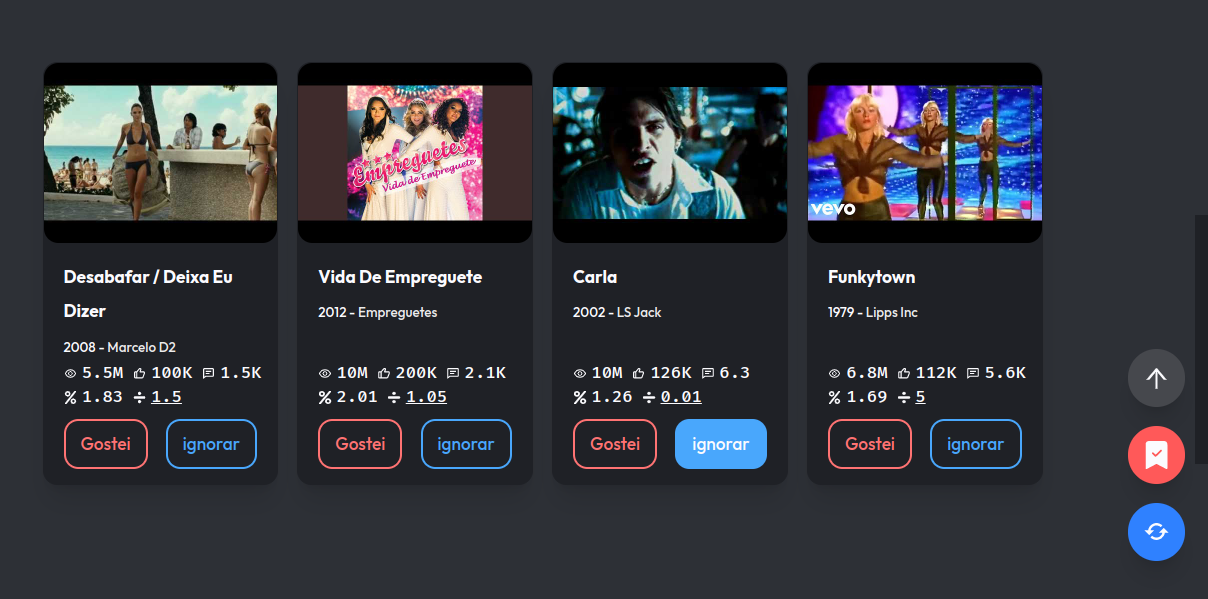 Empreguetes
Vida de Empreguete
vevo
Desabafar / Deixa Eu
Dizer
2008 - Marcelo D2
5.5M 100K 1.5K
1.83 1.5
Gostei ignorar
Vida De Empreguete
2012 - Empreguetes
10M 200K 2.1K
2.01 1.05
Gostei ignorar
Carla
2002 - LS Jack
10M 126K 6.3
1.26 0.01
Gostei ignorar
Funkytown
1979 - Lipps Inc
6.8M 112K 5.6K
1.69 5
Gostei ignorar